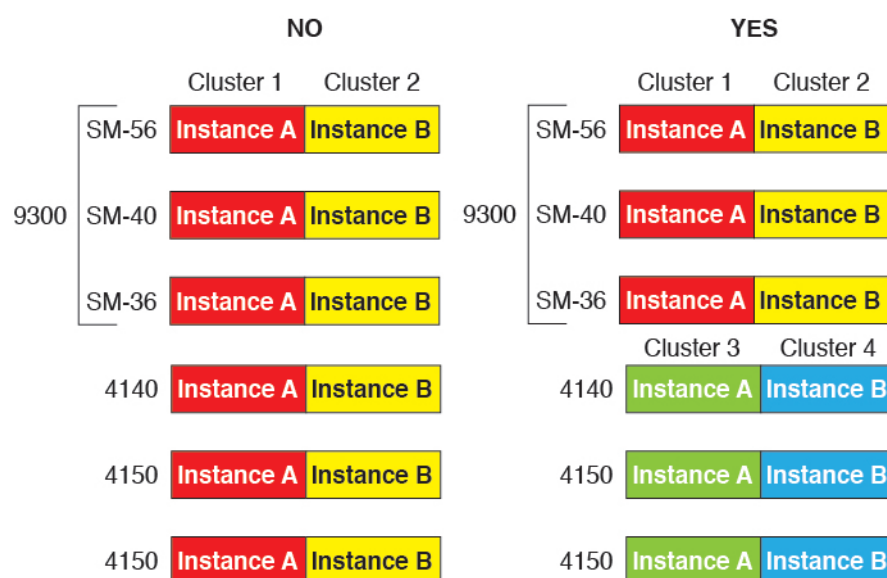 NO YES
Cluster 1 Cluster 2 Cluster 1 Cluster 2
SM-56 Instance A Instance B SM-56 Instance A Instance B
9300 SM-40 Instance A Instance B 9300 SM-40 Instance A Instance B
SM-36 Instance A Instance B SM-36 Instance A Instance B
Cluster 3 Cluster 4
4140 Instance A Instance B 4140 Instance A Instance B
4150 Instance A Instance B 4150 Instance A Instance B
4150 Instance A Instance B 4150 Instance A Instance B